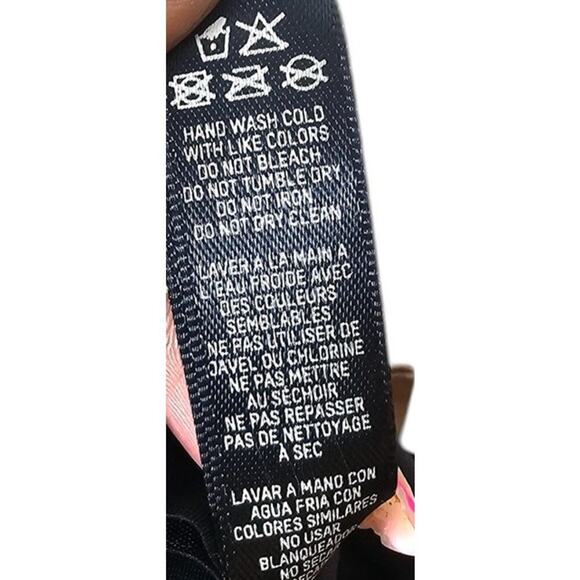 HAND WASH COLD
WITH LIKE COLORS
DO NOT BLEACH
DO NOT TUMBLE DRY
DO NOT IRON
DO NOT DRY CLEAN
LAVER A LA MAIN A
L'EAU FROIDE AVEC
DES COULEURS
SEMBLABLES
NE PAS UTILISER DE
JAVEL OU CHLORINE
NE PAS METTRE
AU SÉCHOIR
NE PAS REPASSER
PAS DE NETTOYAGE
À SEC
LAVAR A MANO CON
AGUA FRIA CON
COLORES SIMILARES
NO USAR
BLANQUEADOR
NO SECAR